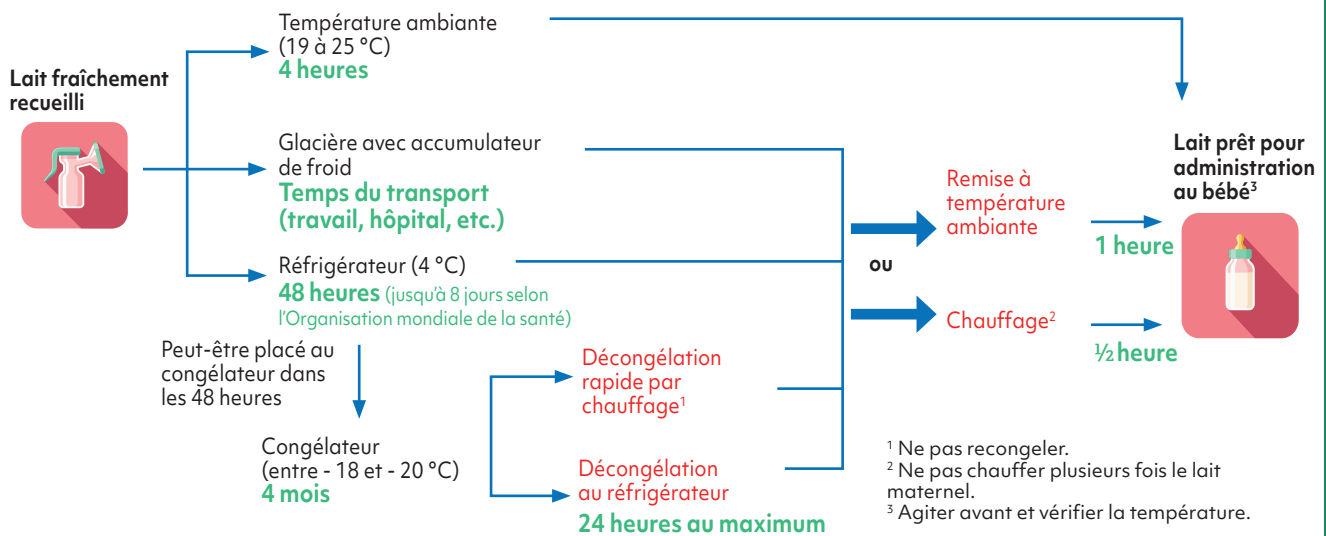 Lait fraîchement
recueilli
Température ambiante
(19 à 25 °C)
4 heures
Glacière avec accumulateur
de froid
Temps du transport
(travail, hôpital, etc.)
Réfrigérateur (4 °C)
48 heures (jusqu'à 8 jours selon
l'Organisation mondiale de la santé)
Peut-être placé au
congélateur dans
les 48 heures
Congélateur
(entre - 18 et - 20 °C)
4 mois
Décongélation
rapide par
chauffage¹
Décongélation
au réfrigérateur
24 heures au maximum
Remise à
température
ambiante
ou
Chauffage²
1 heure
½ heure
Lait prêt pour
administration
au bébé³
¹ Ne pas recongeler.
² Ne pas chauffer plusieurs fois le lait
maternel.
³ Agiter avant et vérifier la température.